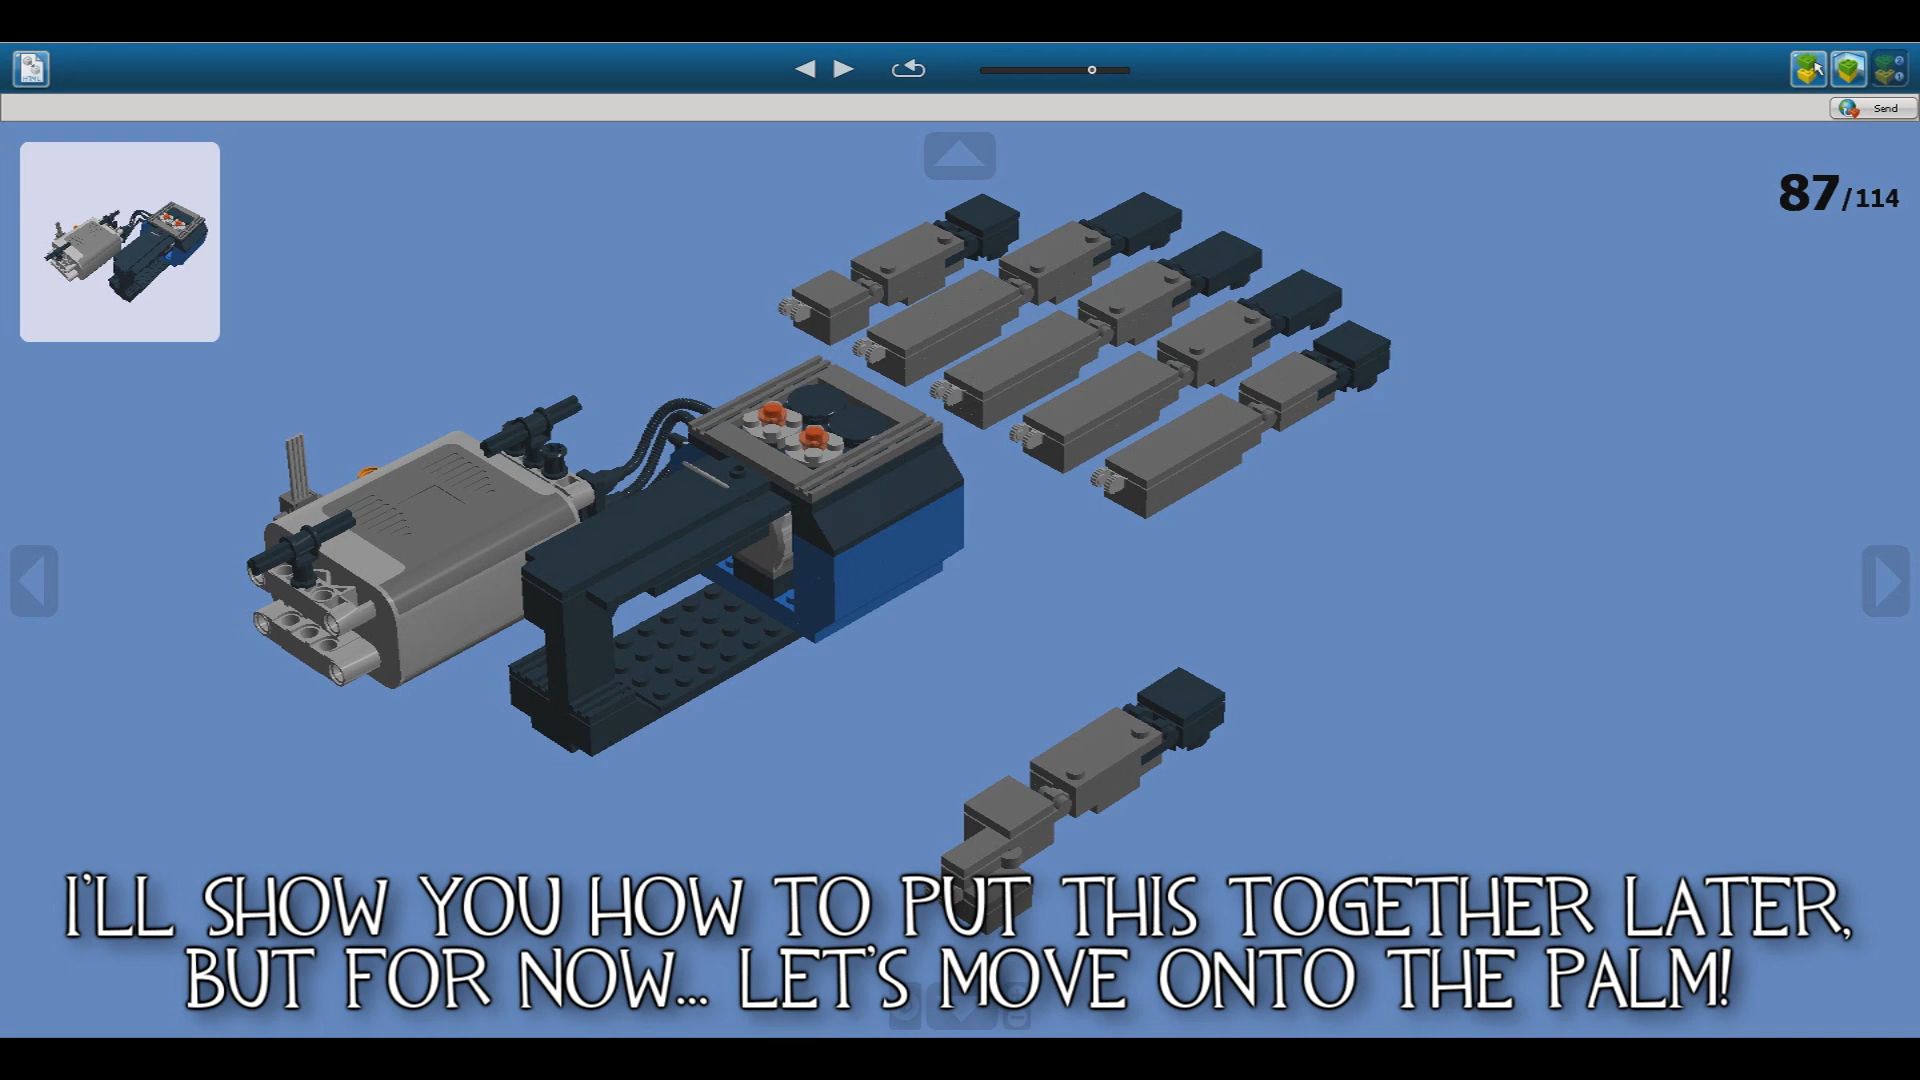 HTML
Send
87/114
I'LL SHOW YOU HOW TO PUT THIS TOGETHER LATER,
BUT FOR NOW... LET'S MOVE ONTO THE PALM!